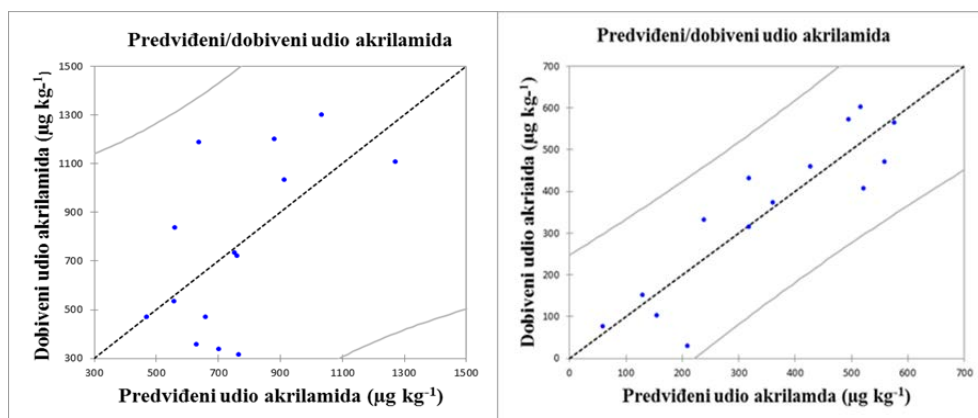 Predviđeni/dobiveni udio akrilamida
Dobiveni udio akrilamida (µg kg-¹)
1500
1300
1100
900
700
500
300
300 500 700 900 1100 1300 1500
Predviđeni udio akrilamida (µg kg-¹)
Predviđeni/dobiveni udio akrilamida
Dobiveni udio akriaida (µg kg-¹)
700
600
500
400
300
200
100
0
0 100 200 300 400 500 600 700
Predviđeni udio akrilamda (µg kg-¹)